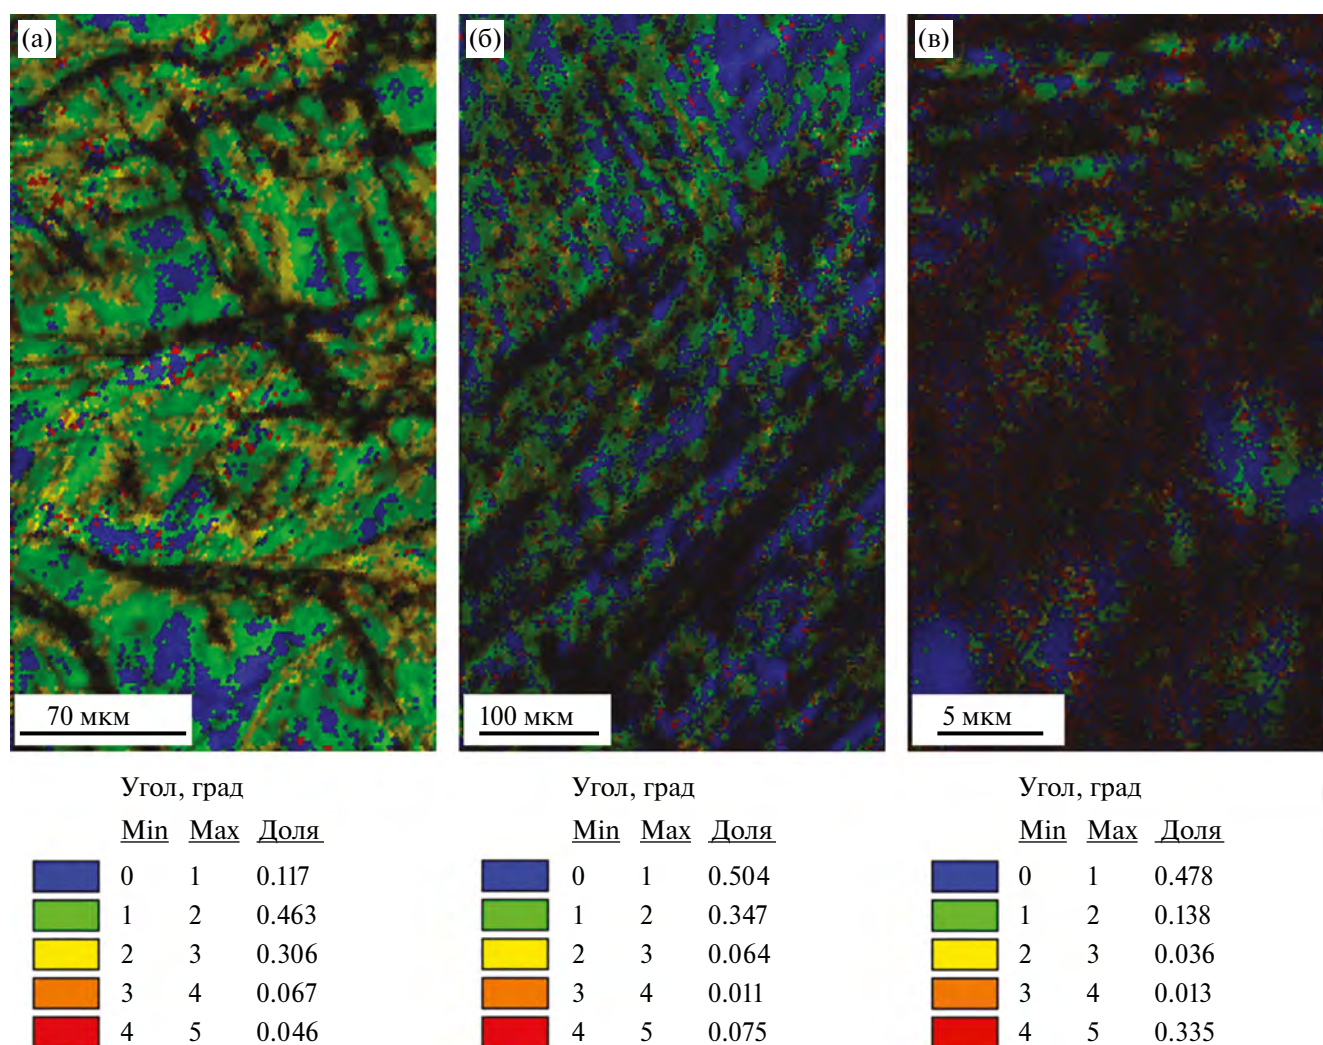 (а) (б) (в)
70 мкм 100 мкм 5 мкм
Угол, град Угол, град Угол, град
Min Max Доля Min Max Доля Min Max Доля
0 1 0.117 0 1 0.504 0 1 0.478
1 2 0.463 1 2 0.347 1 2 0.138
2 3 0.306 2 3 0.064 2 3 0.036
3 4 0.067 3 4 0.011 3 4 0.013
4 5 0.046 4 5 0.075 4 5 0.335